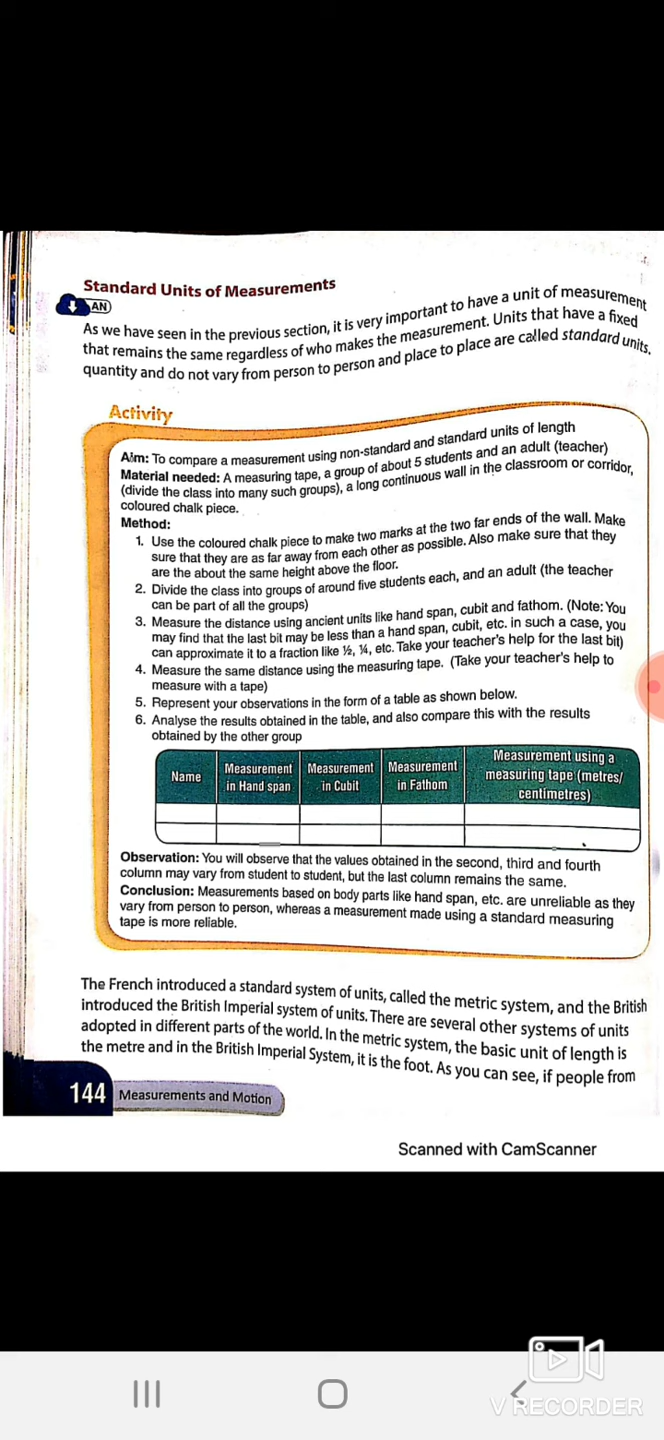 Standard Units of Measurements
AN
As we have seen in the previous section, it is very important to have a unit of measurement
that remains the same regardless of who makes the measurement. Units that have a fixed
quantity and do not vary from person to person and place to place are called standard units.
Activity
Aim: To compare a measurement using non-standard and standard units of length
Material needed: A measuring tape, a group of about 5 students and an adult (teacher)
(divide the class into many such groups), a long continuous wall in the classroom or corridor,
coloured chalk piece.
Method:
1. Use the coloured chalk piece to make two marks at the two far ends of the wall. Make
sure that they are as far away from each other as possible. Also make sure that they
are the about the same height above the floor.
2. Divide the class into groups of around five students each, and an adult (the teacher
can be part of all the groups)
3. Measure the distance using ancient units like hand span, cubit and fathom. (Note: You
may find that the last bit may be less than a hand span, cubit, etc. in such a case, you
can approximate it to a fraction like ½, ¼, etc. Take your teacher's help for the last bit)
4. Measure the same distance using the measuring tape. (Take your teacher's help to
measure with a tape)
5. Represent your observations in the form of a table as shown below.
6. Analyse the results obtained in the table, and also compare this with the results
obtained by the other group
Name
Measurement
in Hand span
Measurement
in Cubit
Measurement
in Fathom
Measurement using a
measuring tape (metres/
centimetres)
Observation: You will observe that the values obtained in the second, third and fourth
column may vary from student to student, but the last column remains the same.
Conclusion: Measurements based on body parts like hand span, etc. are unreliable as they
vary from person to person, whereas a measurement made using a standard measuring
tape is more reliable.
The French introduced a standard system of units, called the metric system, and the British
introduced the British Imperial system of units. There are several other systems of units
adopted in different parts of the world. In the metric system, the basic unit of length is
the metre and in the British Imperial System, it is the foot. As you can see, if people from
144 Measurements and Motion
Scanned with CamScanner
V RECORDER